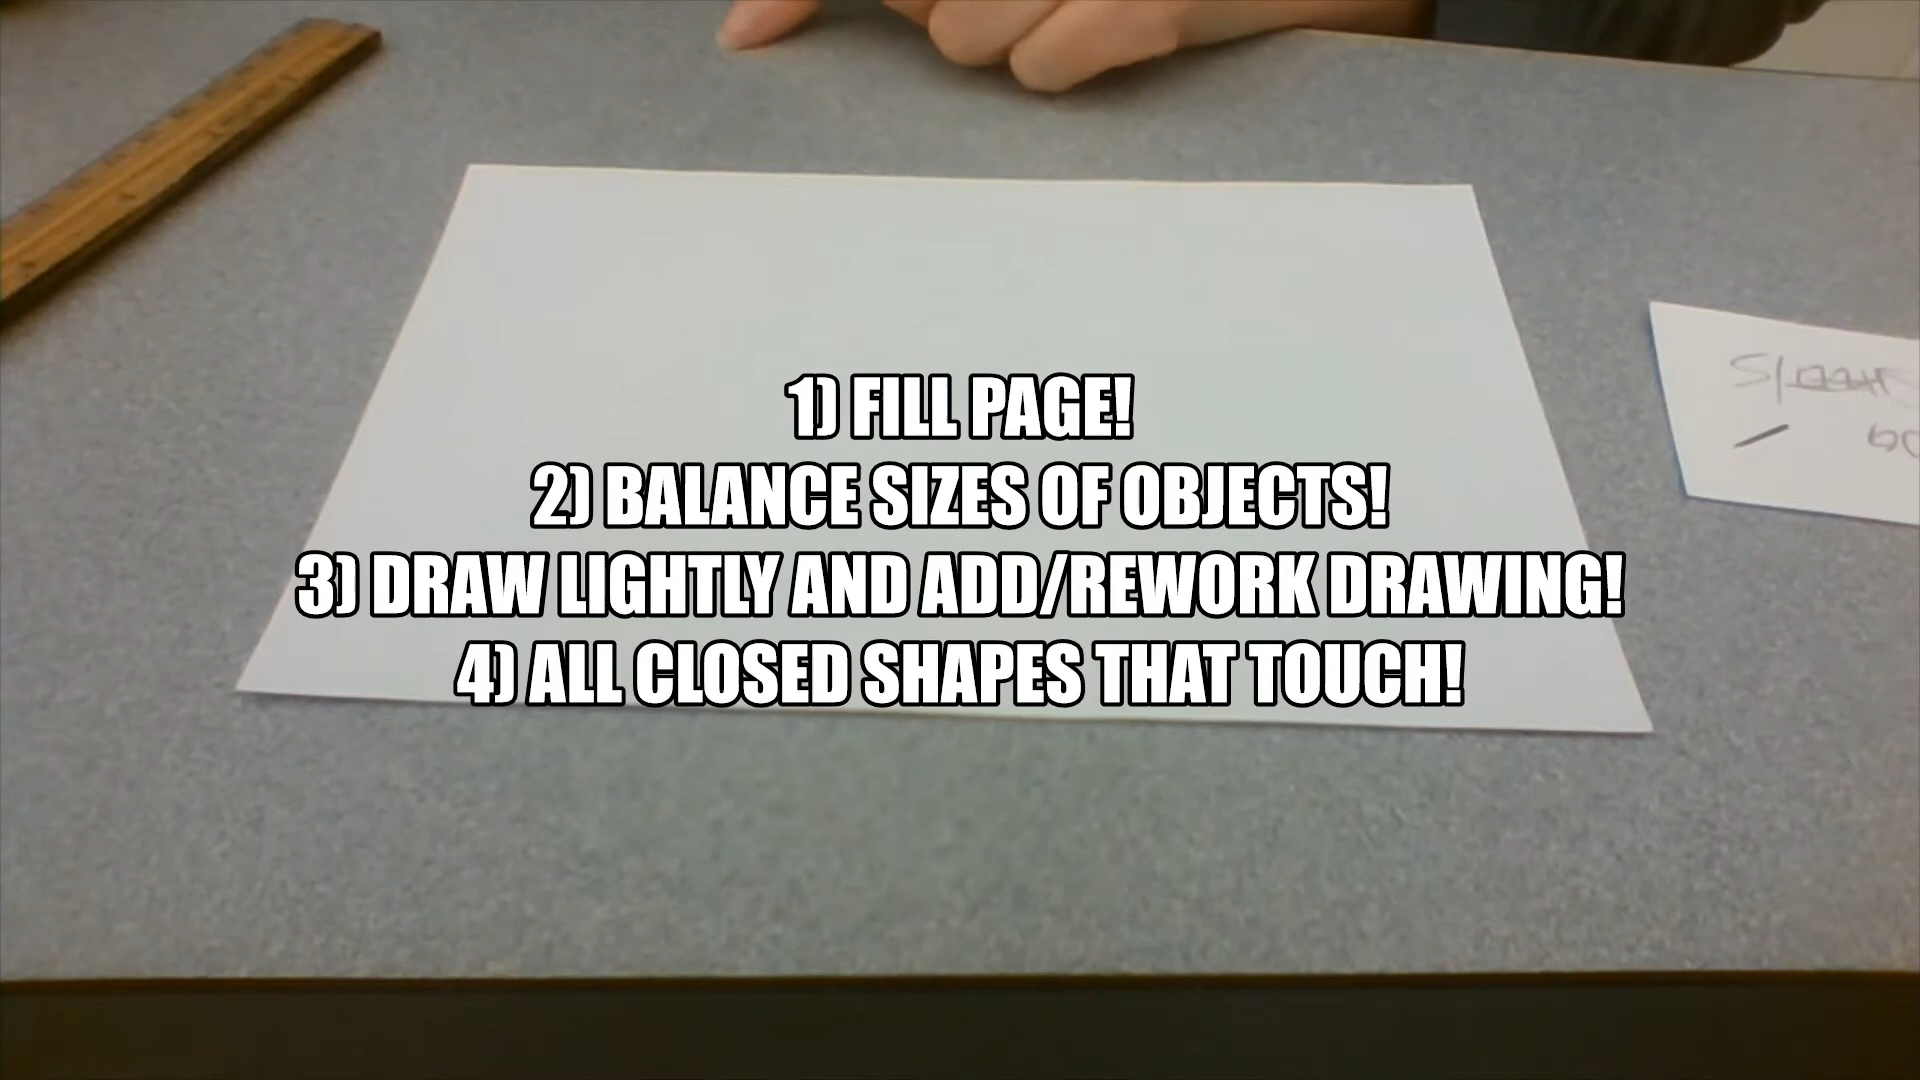 1) FILL PAGE!
2) BALANCE SIZES OF OBJECTS!
3) DRAW LIGHTLY AND ADD/REWORK DRAWING!
4) ALL CLOSED SHAPES THAT TOUCH!